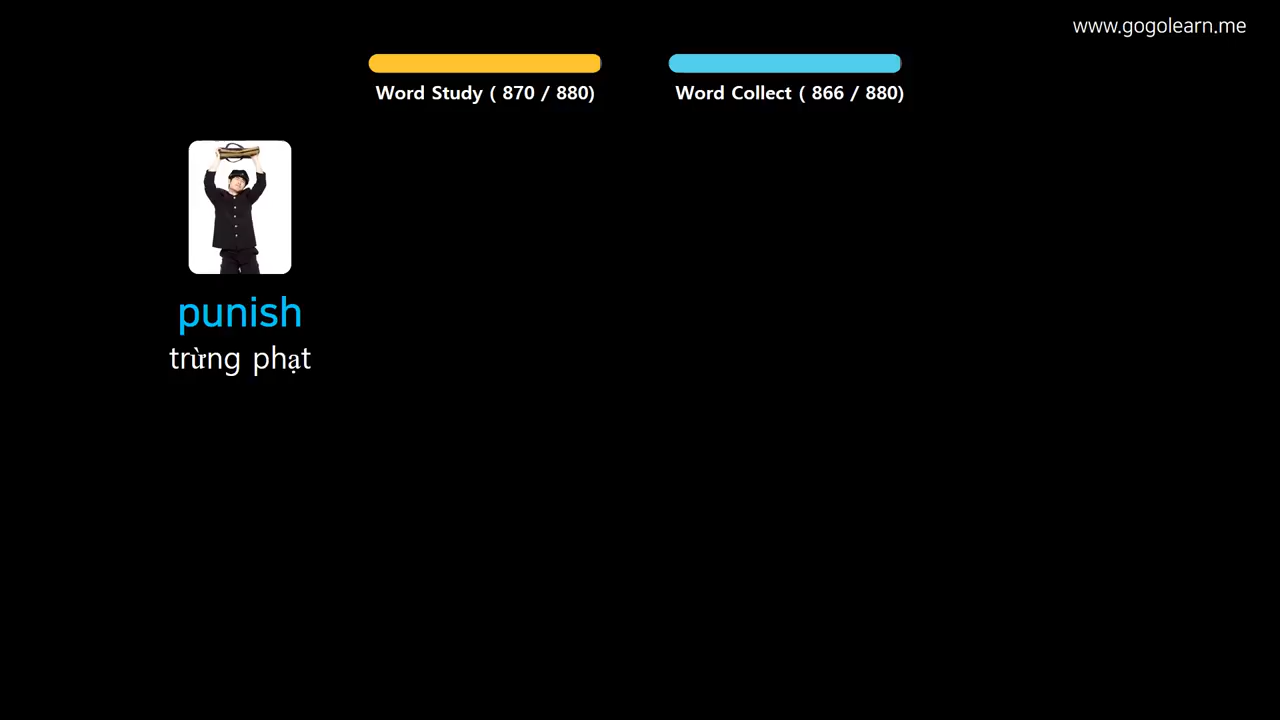 www.gogolearn.me
Word Study ( 870 / 880)
Word Collect ( 866 / 880)
punish
trừng phạt